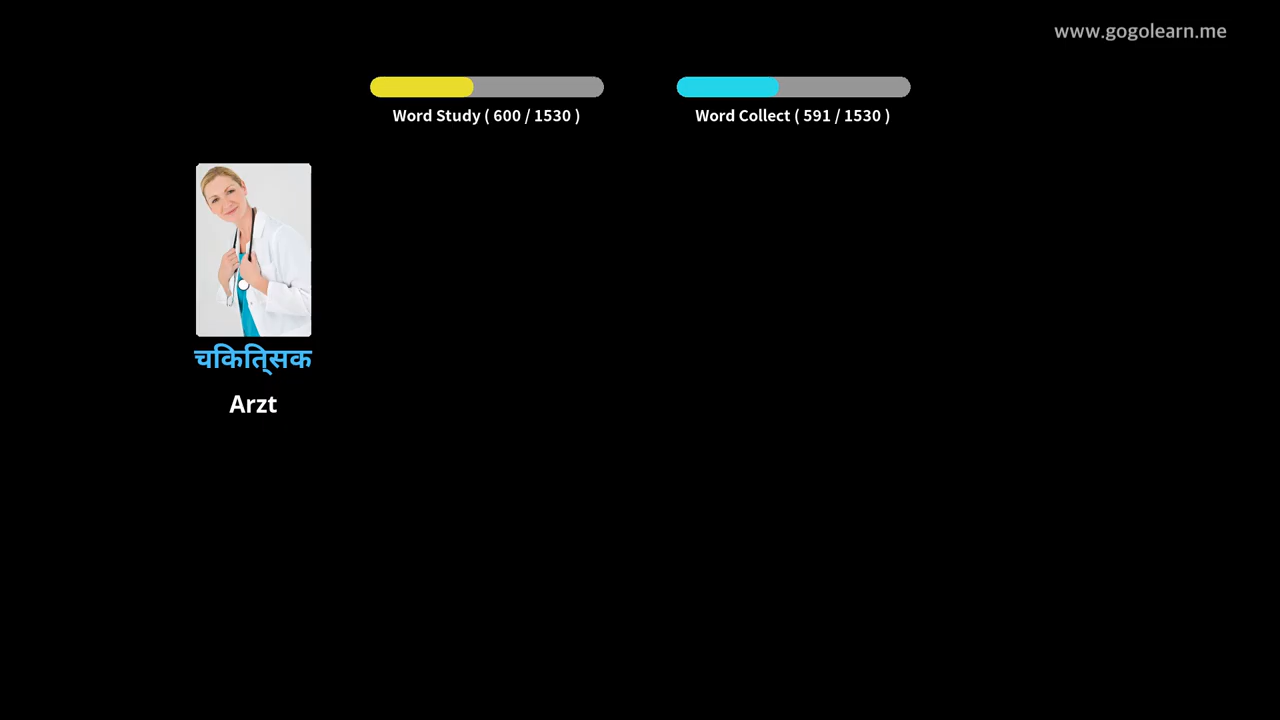 www.gogolearn.me
Word Study ( 600 / 1530 )
Word Collect ( 591 / 1530 )
चिकित्सक
Arzt